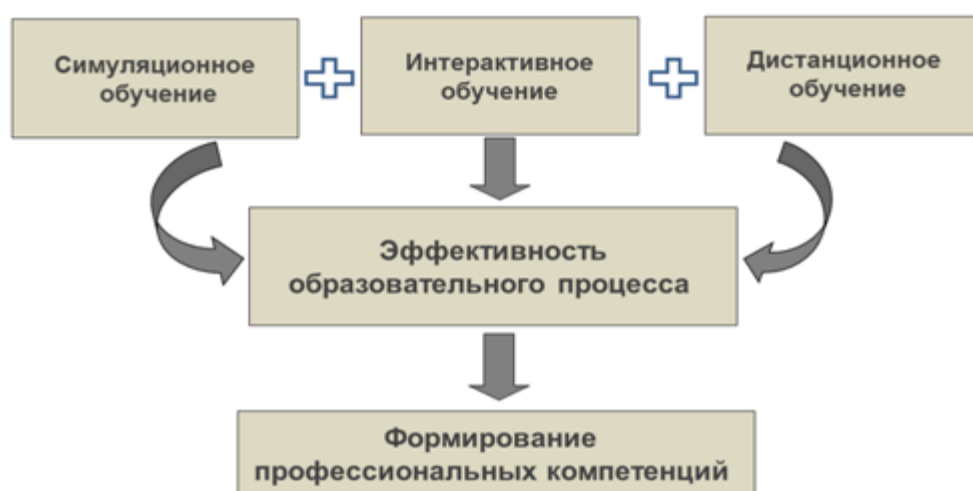 Симуляционное
обучение
Интерактивное
обучение
Дистанционное
обучение
Эффективность
образовательного процесса
Формирование
профессиональных компетенций